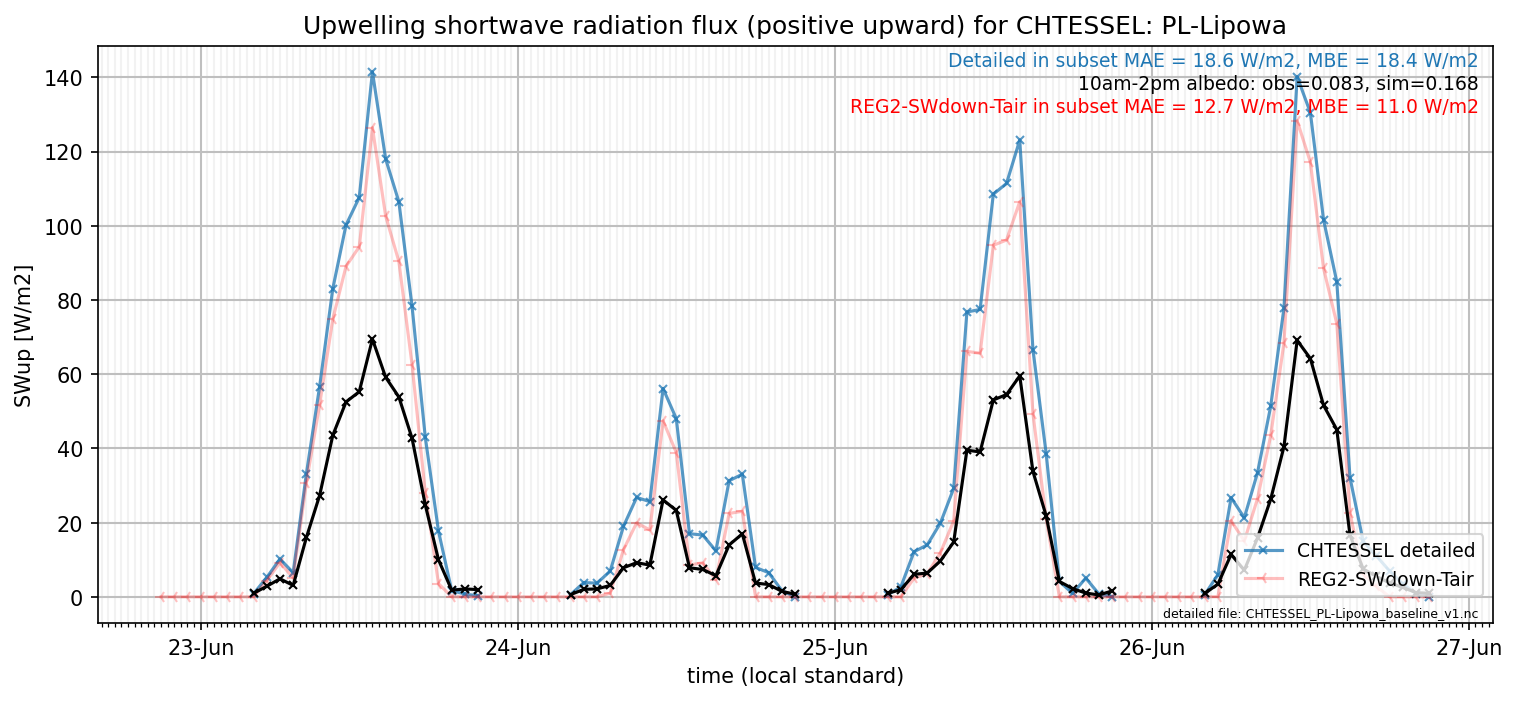 Upwelling shortwave radiation flux (positive upward) for CHTESSEL: PL-Lipowa
Detailed in subset MAE = 18.6 W/m2, MBE = 18.4 W/m2
10am-2pm albedo: obs=0.083, sim=0.168
REG2-SWdown-Tair in subset MAE = 12.7 W/m2, MBE = 11.0 W/m2
SWup [W/m2]
140
120
100
80
60
40
20
0
CHTESSEL detailed
REG2-SWdown-Tair
detailed file: CHTESSEL_PL-Lipowa_baseline_v1.nc
23-Jun
24-Jun
25-Jun
26-Jun
27-Jun
time (local standard)